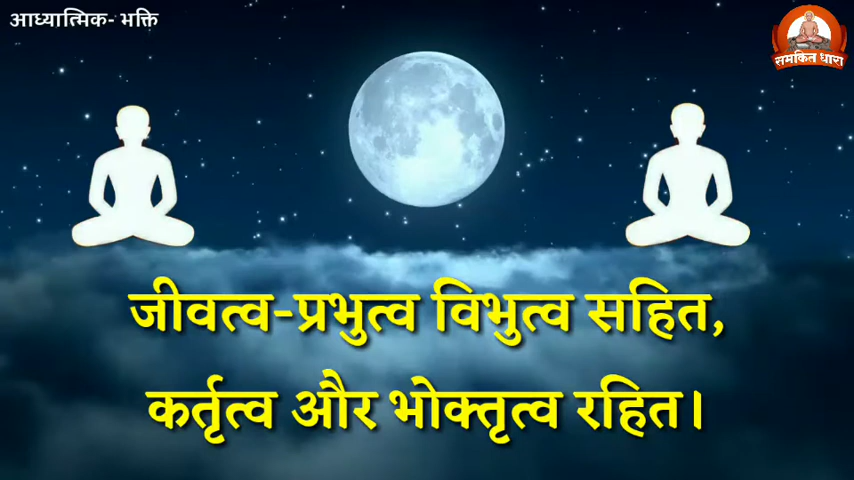 आध्यात्मिक- भक्ति
समकित धारा
जीवत्व-प्रभुत्व विभुत्व सहित,
कर्तृत्व और भोक्तृत्व रहित।